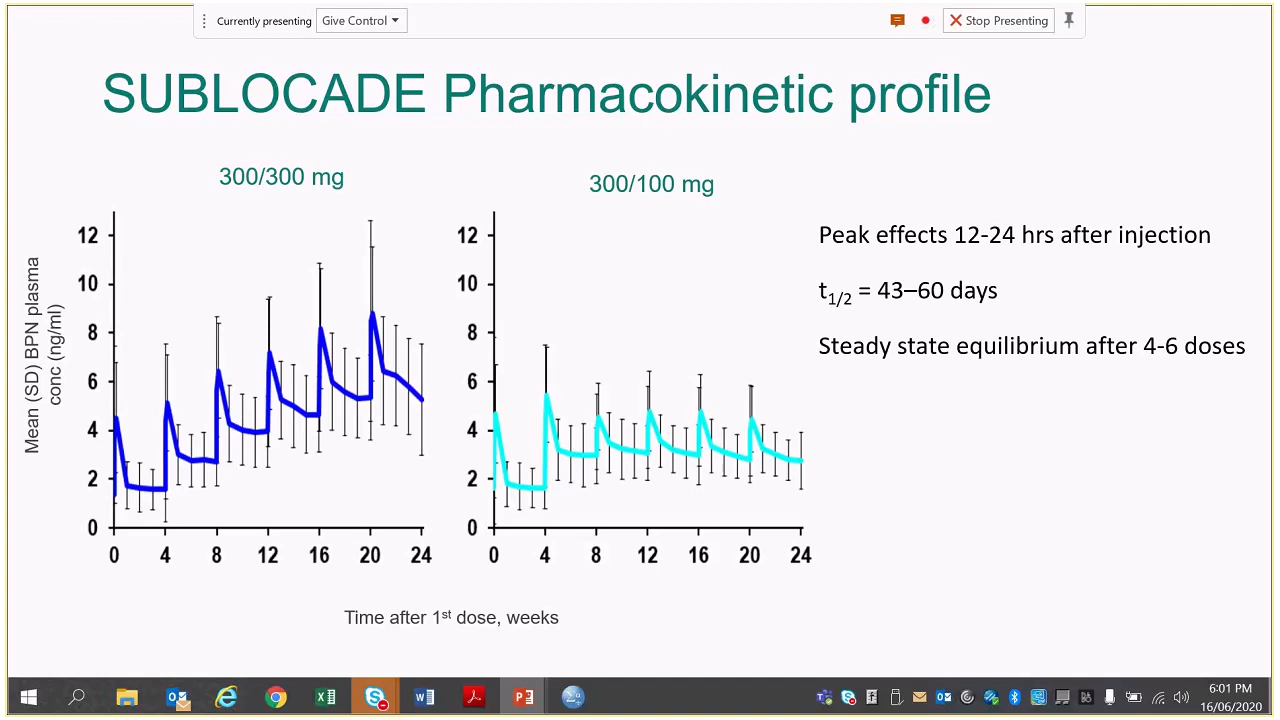 Currently presenting Give Control Stop Presenting
SUBLOCADE Pharmacokinetic profile
300/300 mg
300/100 mg
Mean (SD) BPN plasma
conc (ng/ml)
12
10
8
6
4
2
0
0 4 8 12 16 20 24
12
10
8
6
4
2
0
0 4 8 12 16 20 24
Time after 1st dose, weeks
Peak effects 12-24 hrs after injection
t1/2 = 43–60 days
Steady state equilibrium after 4-6 doses
6:01 PM
16/06/2020